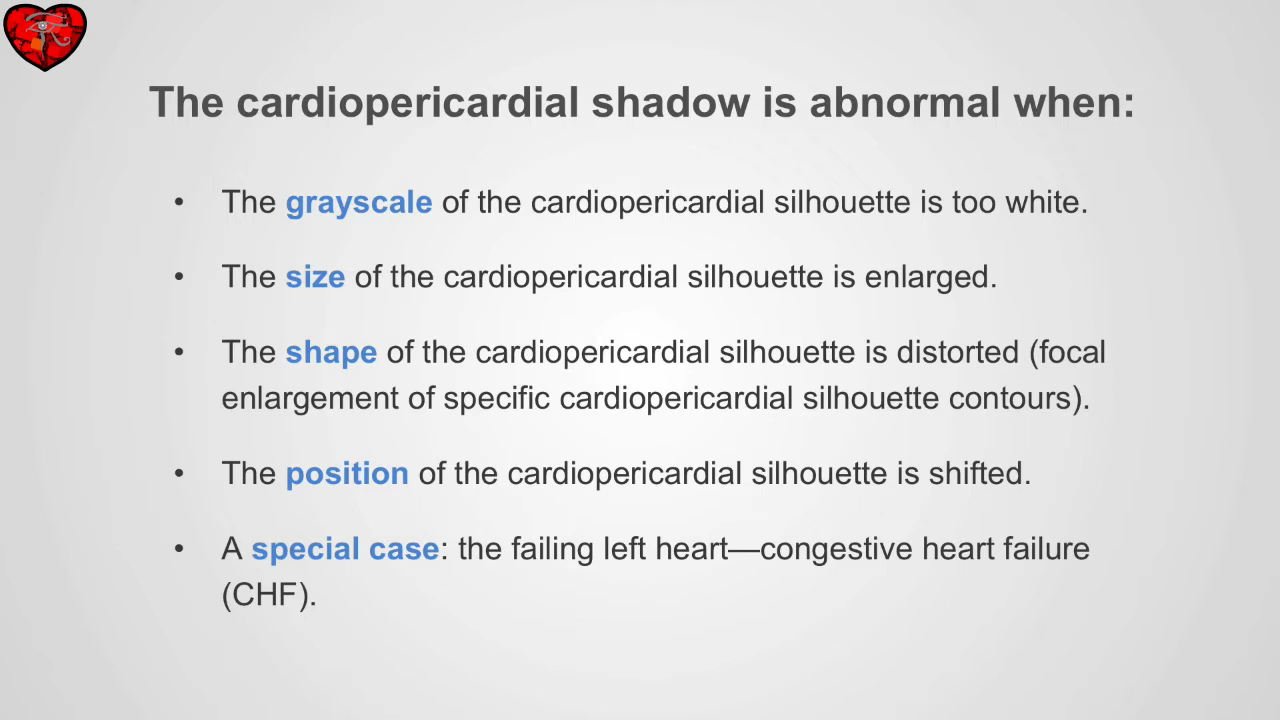 The cardiopericardial shadow is abnormal when:
• The grayscale of the cardiopericardial silhouette is too white.
• The size of the cardiopericardial silhouette is enlarged.
• The shape of the cardiopericardial silhouette is distorted (focal
enlargement of specific cardiopericardial silhouette contours).
• The position of the cardiopericardial silhouette is shifted.
• A special case: the failing left heart—congestive heart failure
(CHF).